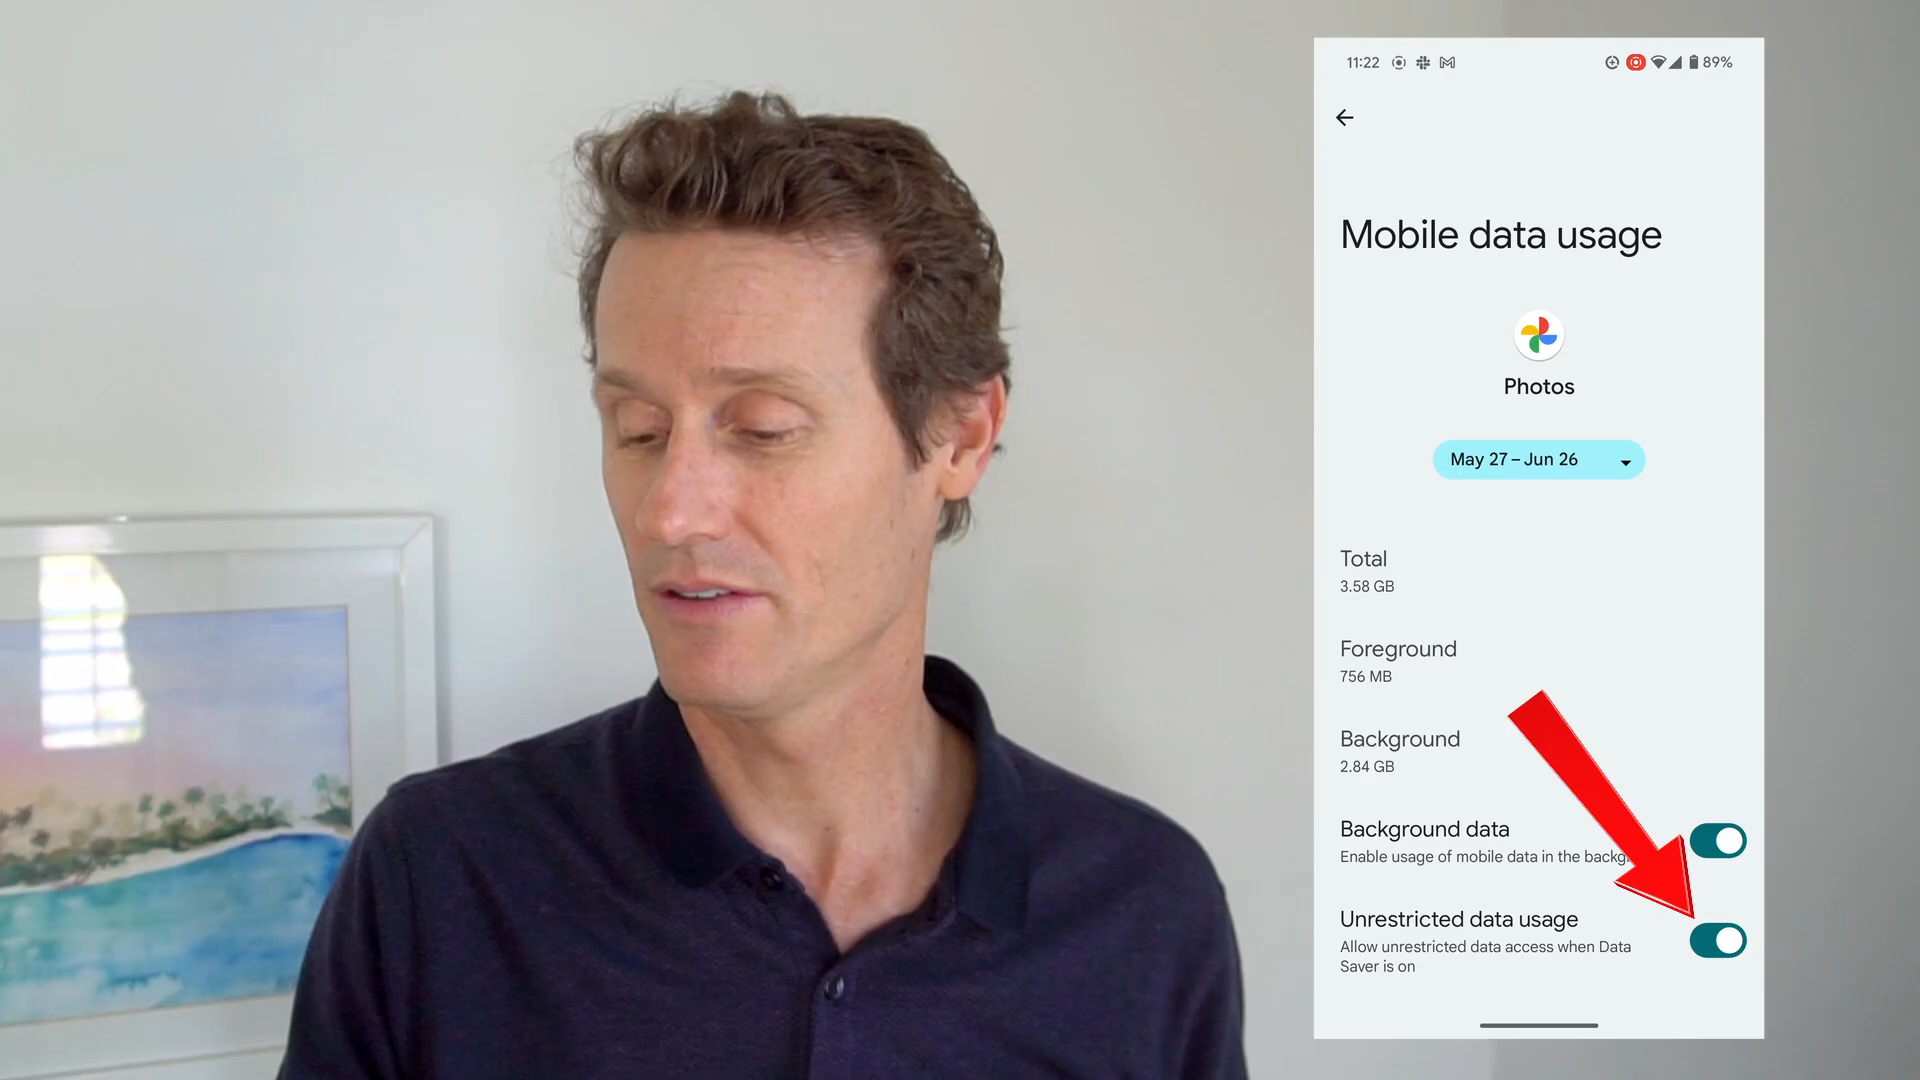 11:22
89%
Mobile data usage
Photos
May 27 – Jun 26
Total
3.58 GB
Foreground
756 MB
Background
2.84 GB
Background data
Enable usage of mobile data in the backg
Unrestricted data usage
Allow unrestricted data access when Data
Saver is on